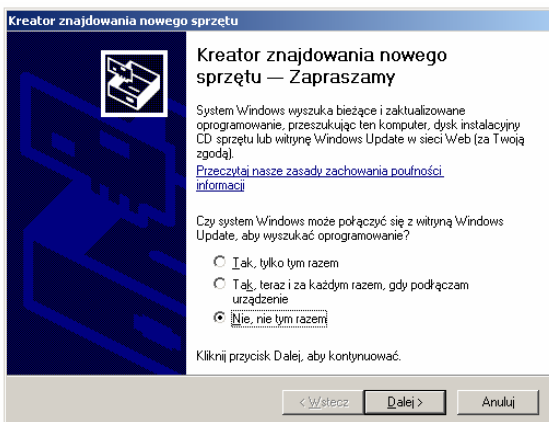 Kreator znajdowania nowego sprzętu
Kreator znajdowania nowego
sprzętu — Zapraszamy
System Windows wyszuka bieżące i zaktualizowane
oprogramowanie, przeszukując ten komputer, dysk instalacyjny
CD sprzętu lub witrynę Windows Update w sieci Web (za Twoją
zgodą).
Przeczytaj nasze zasady zachowania poufności
informacji
Czy system Windows może połączyć się z witryną Windows
Update, aby wyszukać oprogramowanie?
Tak, tylko tym razem
Tak, teraz i za każdym razem, gdy podłączam
urządzenie
Nie, nie tym razem
Kliknij przycisk Dalej, aby kontynuować.
< Wstecz Dalej > Anuluj